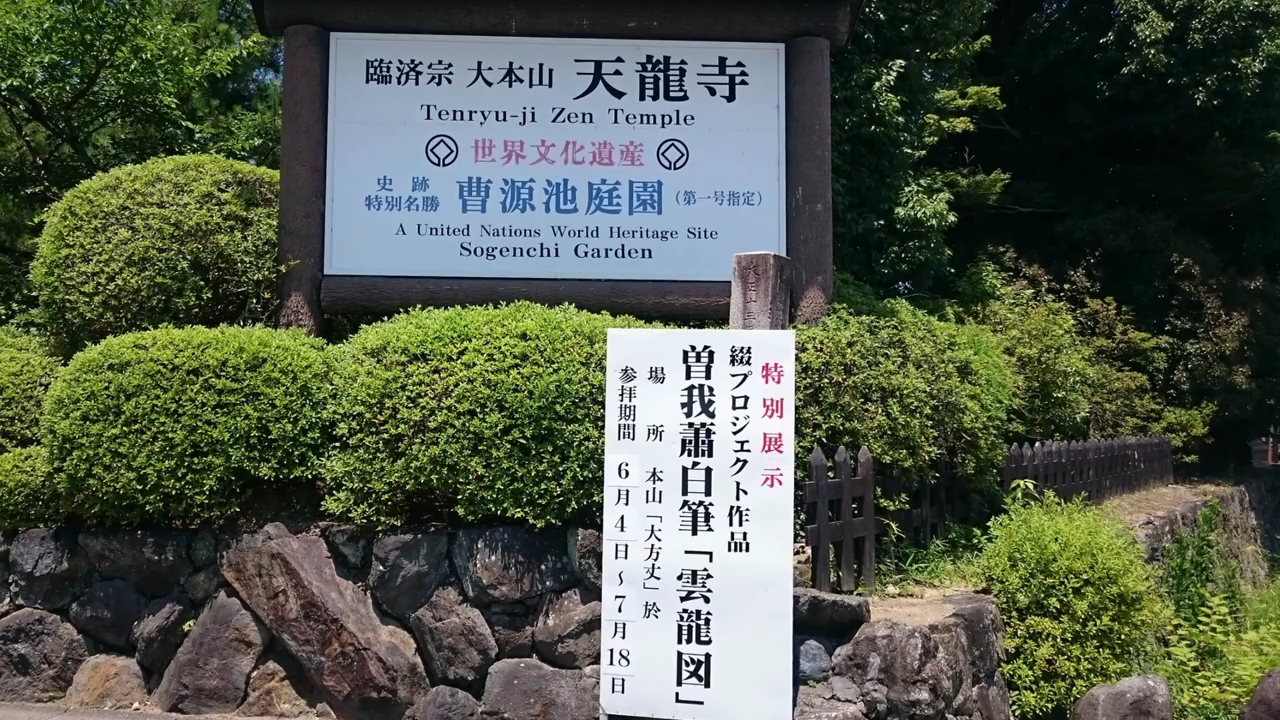 臨済宗 大本山 天龍寺
Tenryu-ji Zen Temple
世界文化遺産
史跡
特別名勝 曹源池庭園 (第一号指定)
A United Nations World Heritage Site
Sogenchi Garden
特別展示
綴プロジェクト作品
曽我蕭白筆「雲龍図」
場所 本山「大方丈」於
参拝期間 6月4日~7月18日